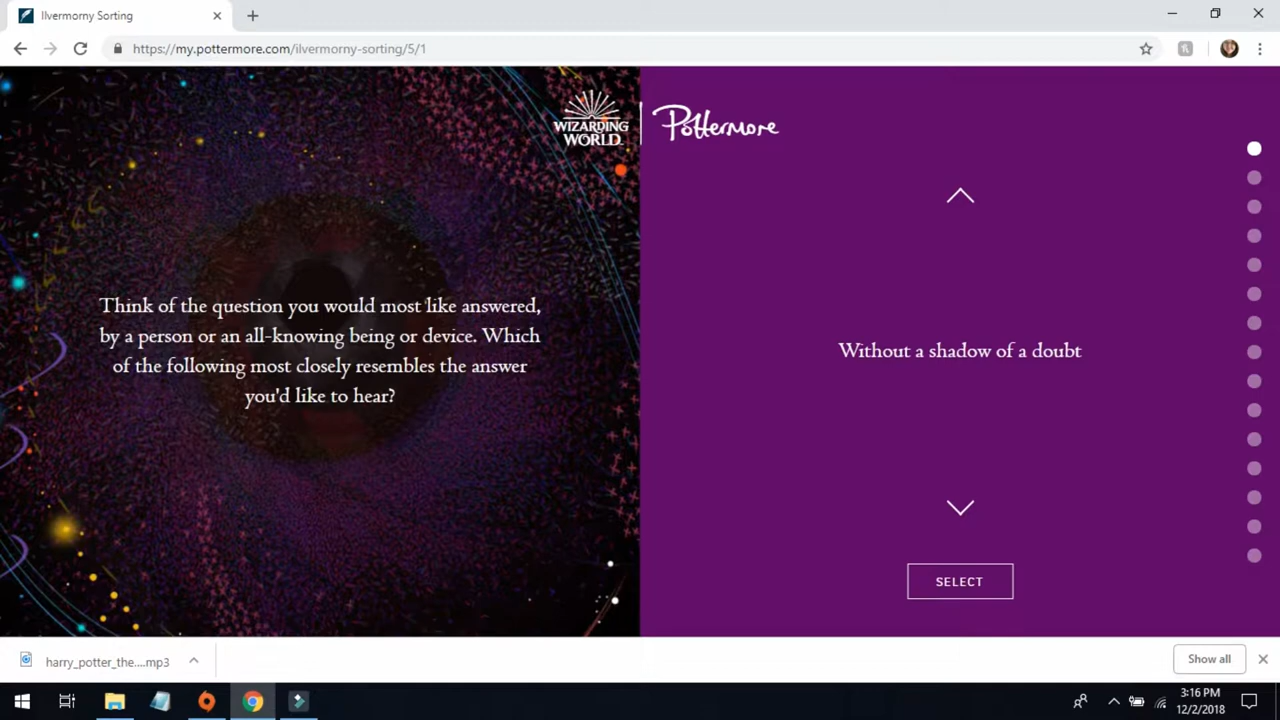 Ilvermorny Sorting
https://my.pottermore.com/ilvermorny-sorting/5/1
WIZARDING
WORLD
Pottermore
Think of the question you would most like answered,
by a person or an all-knowing being or device. Which
of the following most closely resembles the answer
you'd like to hear?
Without a shadow of a doubt
SELECT
harry_potter_the....mp3
Show all
3:16 PM
12/2/2018